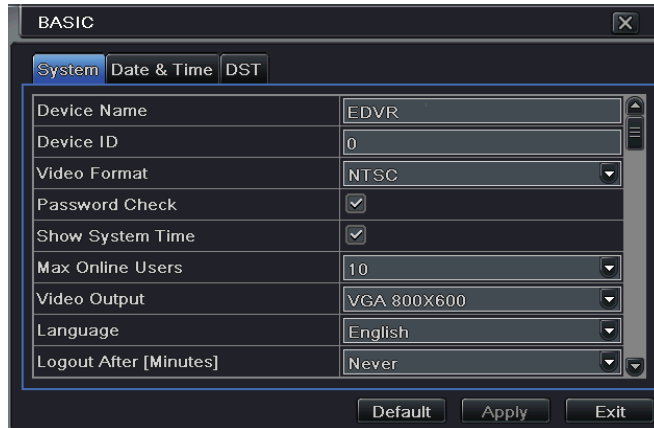 BASIC
System Date & Time DST
Device Name EDVR
Device ID 0
Video Format NTSC
Password Check
Show System Time
Max Online Users 10
Video Output VGA 800X600
Language English
Logout After [Minutes] Never
Default Apply Exit